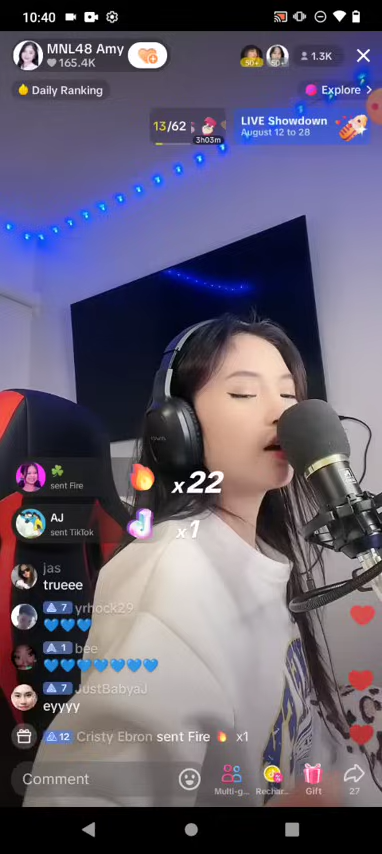 10:40
MNL48 Amy
165.4K
50+
50+
1.3K
Daily Ranking
Explore
13/62
3h03m
LIVE Showdown
August 12 to 28
sent Fire
x22
AJ
sent TikTok
x1
jas
trueee
7 yrhock29
💙💙💙
1 bee
💙💙💙💙💙💙💙
7 JustBabyaJ
eyyyy
12 Cristy Ebron sent Fire 🔥 x1
Comment
Multi-g...
Rechar...
Gift
27